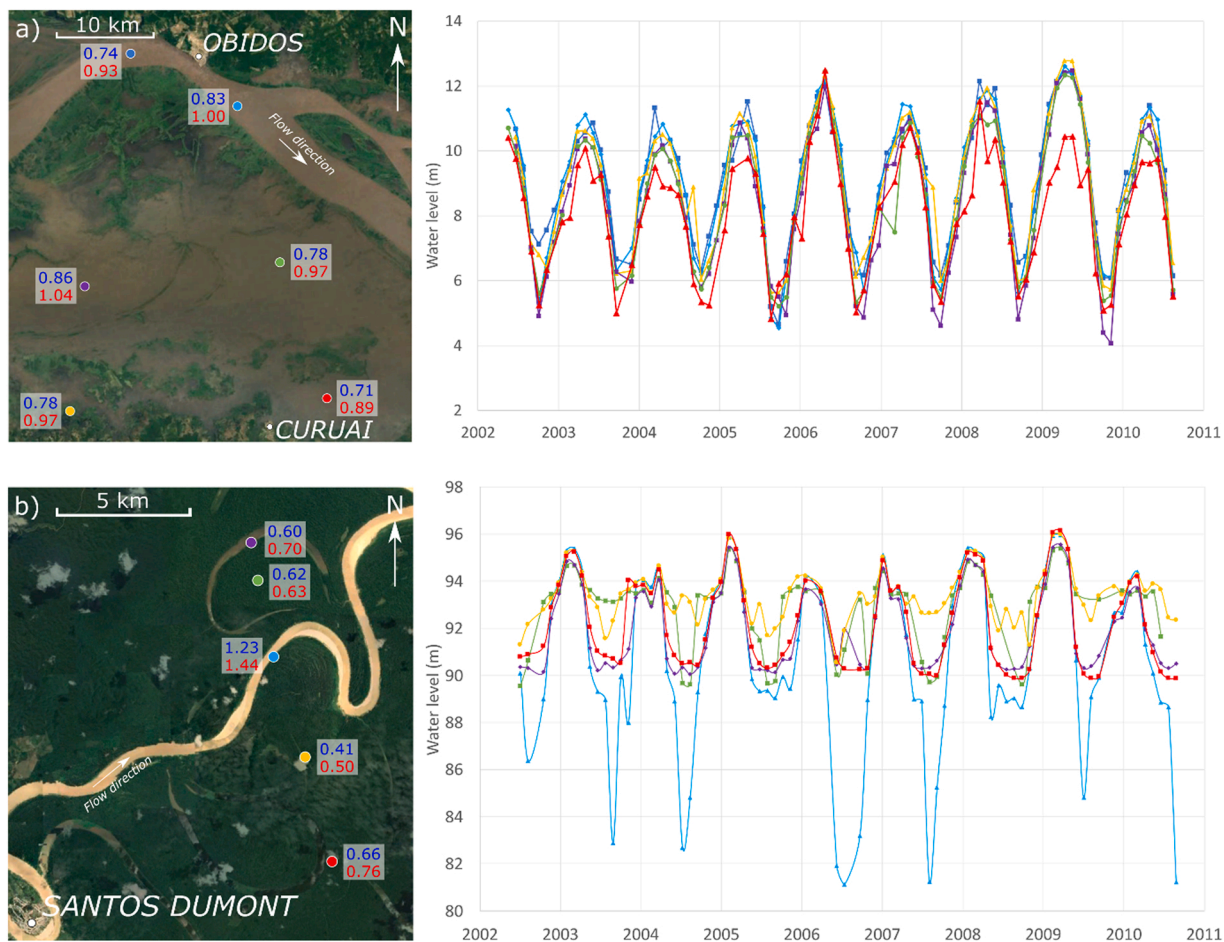 a)
10 km
N
OBIDOS
0.74
0.93
0.83
1.00
Flow direction
0.78
0.97
0.86
1.04
0.78
0.97
0.71
0.89
CURUAI
Water level (m)
14
12
10
8
6
4
2
2002 2003 2004 2005 2006 2007 2008 2009 2010 2011
b)
5 km
N
0.60
0.70
0.62
0.63
1.23
1.44
0.41
0.50
Flow direction
0.66
0.76
SANTOS DUMONT
Water level (m)
98
96
94
92
90
88
86
84
82
80
2002 2003 2004 2005 2006 2007 2008 2009 2010 2011